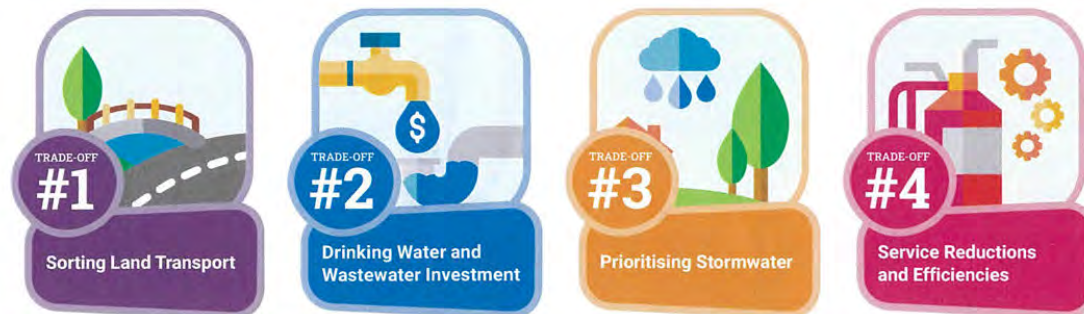 TRADE-OFF
#1
Sorting Land Transport
$
TRADE-OFF
#2
Drinking Water and
Wastewater Investment
TRADE-OFF
#3
Prioritising Stormwater
TRADE-OFF
#4
Service Reductions
and Efficiencies